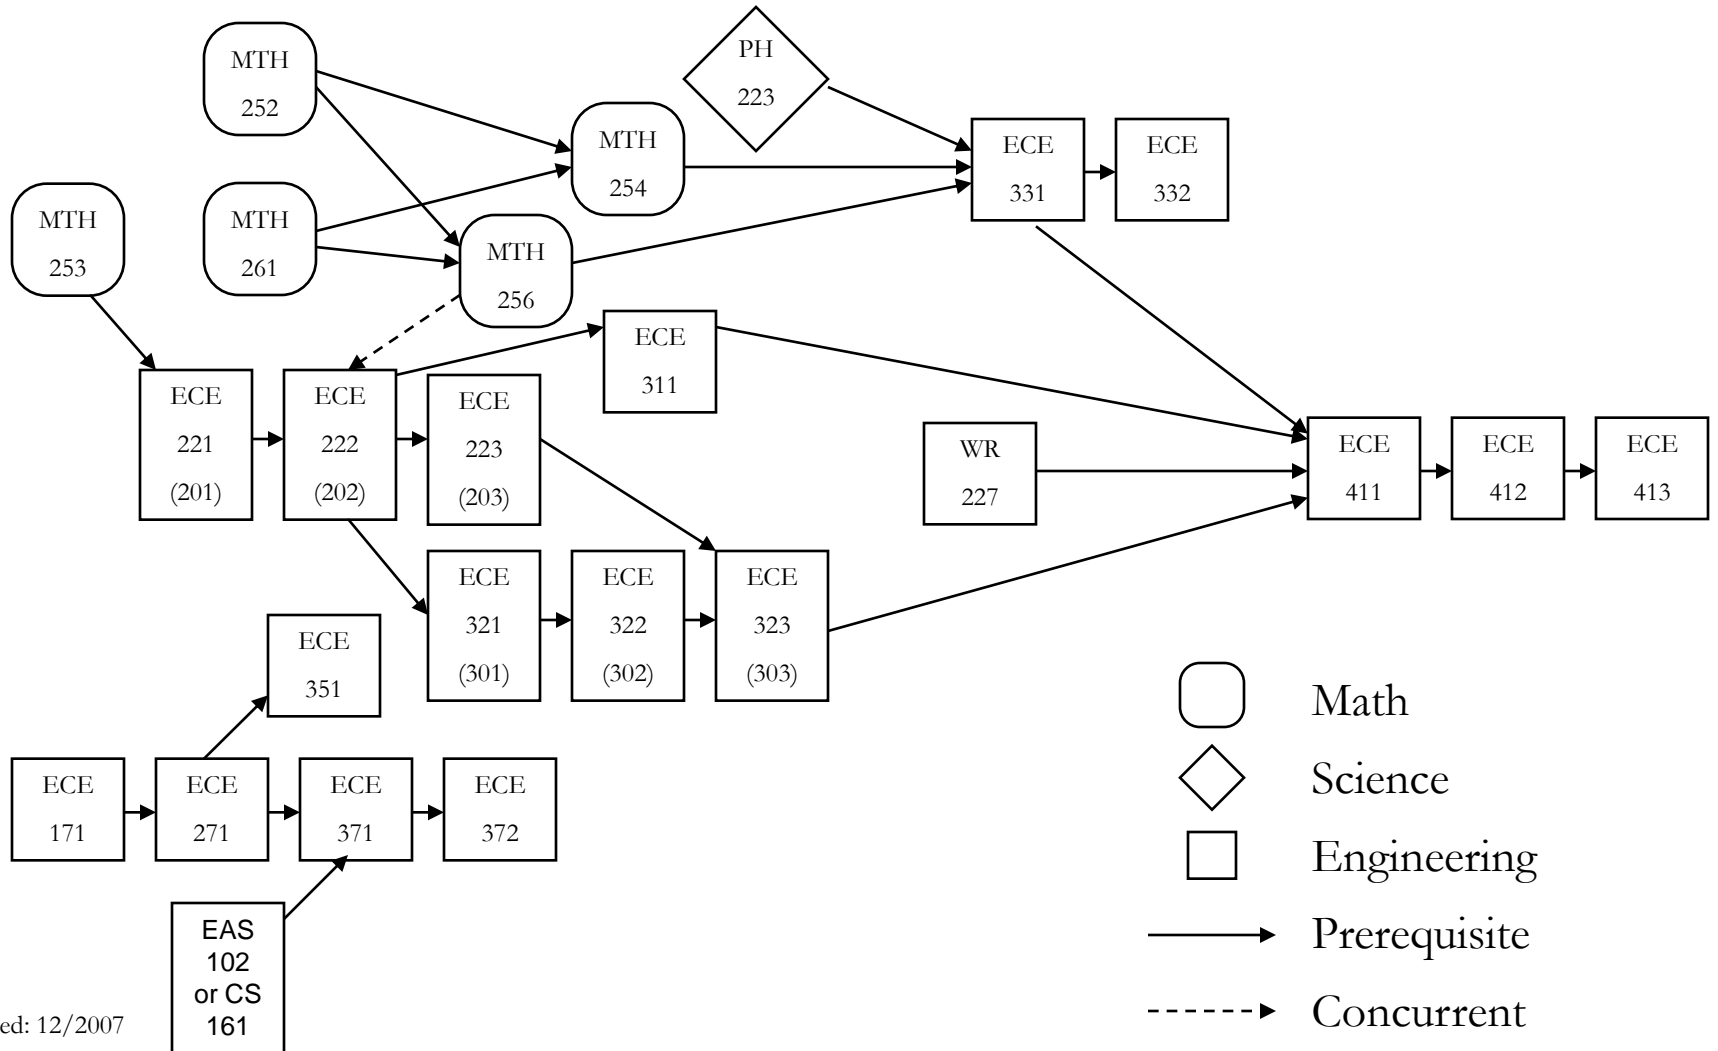 MTH
252
PH
223
MTH
254
ECE
331
ECE
332
MTH
253
MTH
261
MTH
256
ECE
311
ECE
221
(201)
ECE
222
(202)
ECE
223
(203)
WR
227
ECE
411
ECE
412
ECE
413
ECE
321
(301)
ECE
322
(302)
ECE
323
(303)
ECE
351
ECE
171
ECE
271
ECE
371
ECE
372
EAS
102
or CS
161
Math
Science
Engineering
Prerequisite
Concurrent
ed: 12/2007